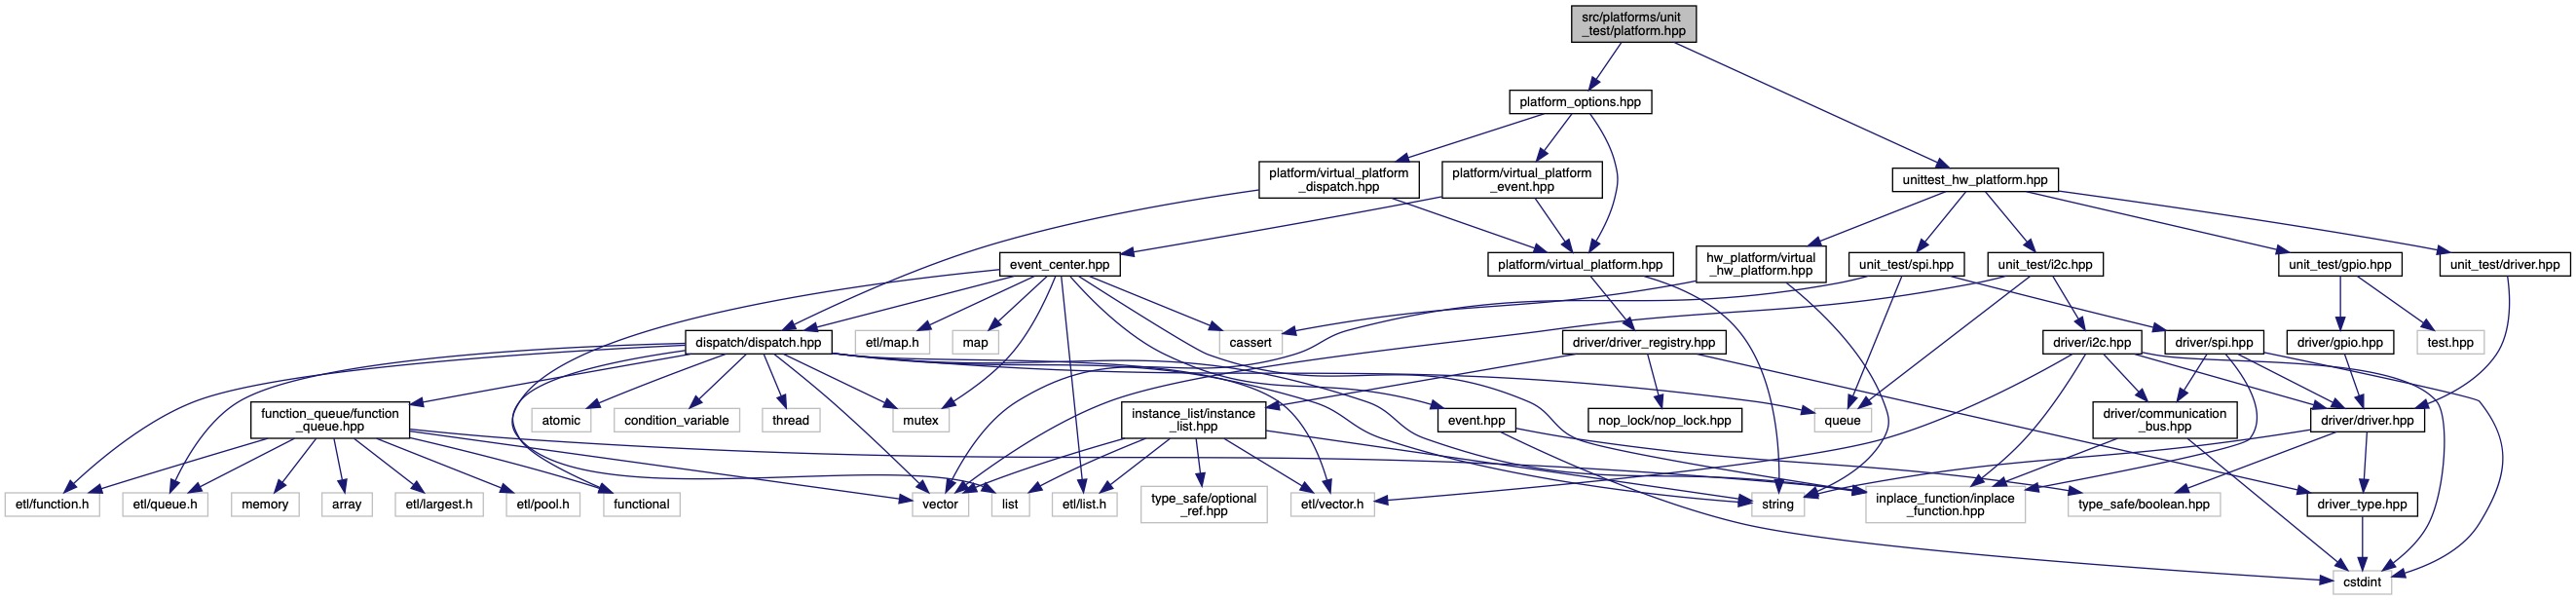 src/platforms/unit
_test/platform.hpp
platform_options.hpp
platform/virtual_platform
_dispatch.hpp
platform/virtual_platform
_event.hpp
unittest_hw_platform.hpp
event_center.hpp
platform/virtual_platform.hpp
hw_platform/virtual
_hw_platform.hpp
unit_test/spi.hpp
unit_test/i2c.hpp
unit_test/gpio.hpp
unit_test/driver.hpp
dispatch/dispatch.hpp
etl/map.h
map
cassert
driver/driver_registry.hpp
driver/i2c.hpp
driver/spi.hpp
driver/gpio.hpp
test.hpp
function_queue/function
_queue.hpp
atomic
condition_variable
thread
mutex
instance_list/instance
_list.hpp
event.hpp
nop_lock/nop_lock.hpp
queue
driver/communication
_bus.hpp
driver/driver.hpp
etl/function.h
etl/queue.h
memory
array
etl/largest.h
etl/pool.h
functional
vector
list
etl/list.h
type_safe/optional
_ref.hpp
etl/vector.h
string
inplace_function/inplace
_function.hpp
type_safe/boolean.hpp
driver_type.hpp
cstdint